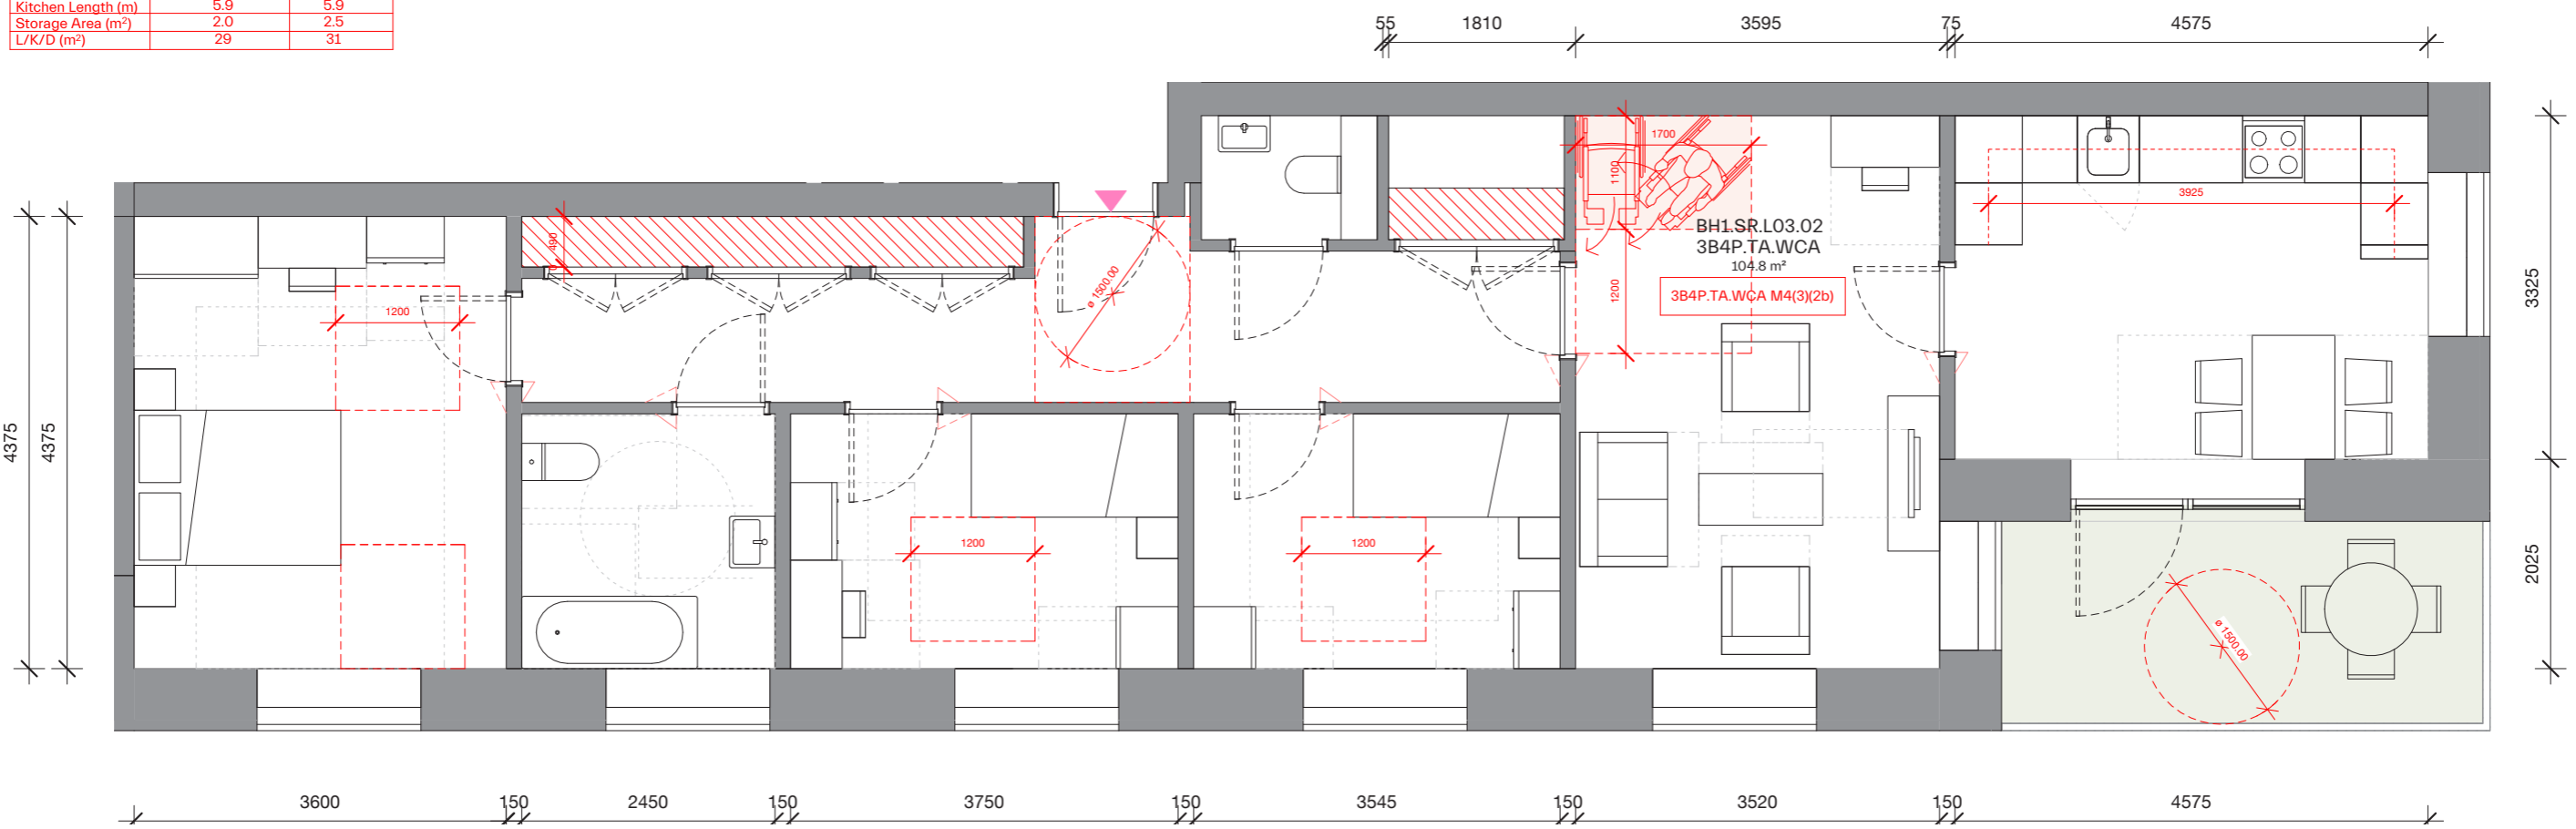 Kitchen Length (m) 5.9 5.9
Storage Area (m²) 2.0 2.5
L/K/D (m²) 29 31
55 1810 3595 75 4575
1700
1100
3925
490
BH1.SR.L03.02
3B4P.TA.WCA
104.8 m²
3B4P.TA.WCA M4(3)(2b)
ø 1500.00
1200
1200
3325
4375
4375
1200
1200
2025
ø 1500.00
3600 150 2450 150 3750 150 3545 150 3520 150 4575